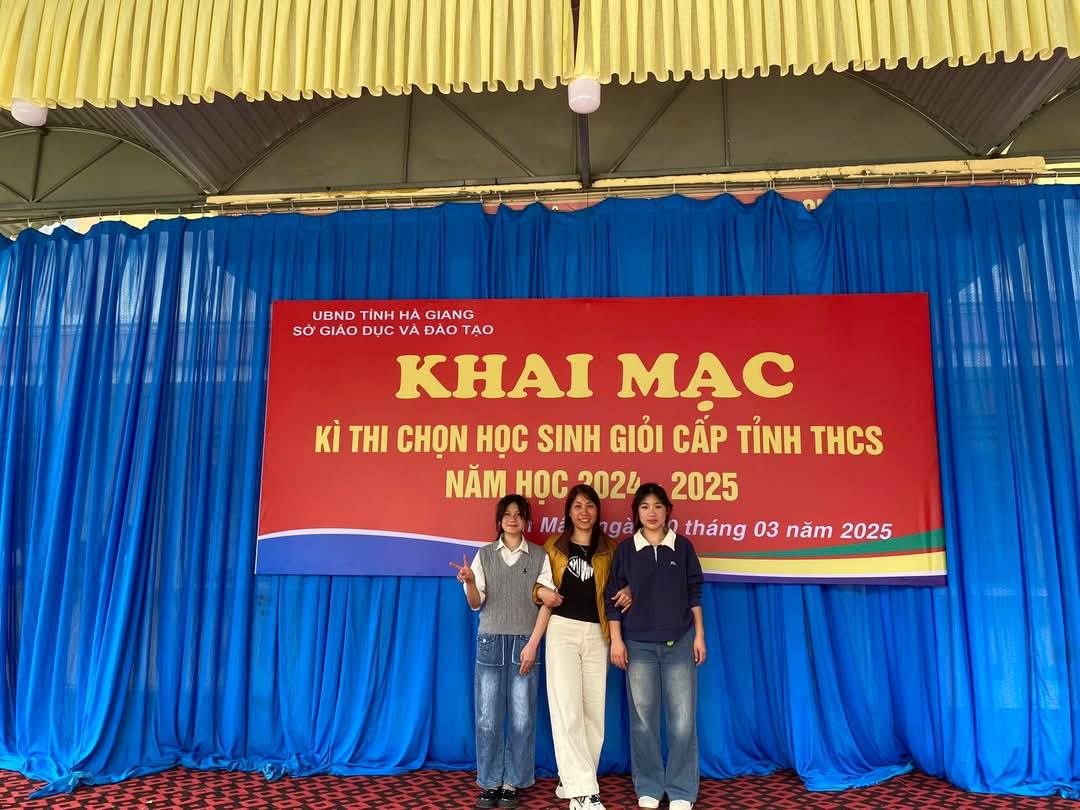 UBND TỈNH HÀ GIANG
SỞ GIÁO DỤC VÀ ĐÀO TẠO
KHAI MẠC
KÌ THI CHỌN HỌC SINH GIỎI CẤP TỈNH THCS
NĂM HỌC 2024 - 2025
tháng 03 năm 2025